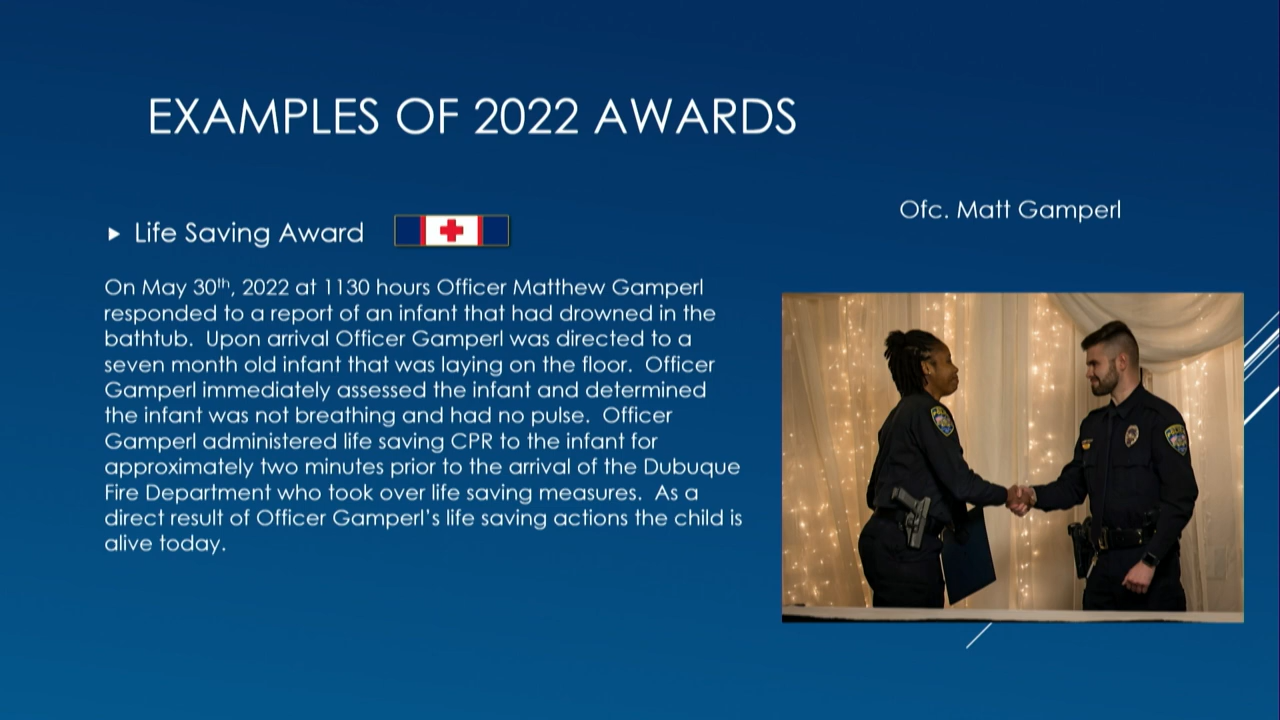 EXAMPLES OF 2022 AWARDS
Ofc. Matt Gamperl
Life Saving Award
On May 30th, 2022 at 1130 hours Officer Matthew Gamperl
responded to a report of an infant that had drowned in the
bathtub.  Upon arrival Officer Gamperl was directed to a
seven month old infant that was laying on the floor.  Officer
Gamperl immediately assessed the infant and determined
the infant was not breathing and had no pulse.  Officer
Gamperl administered life saving CPR to the infant for
approximately two minutes prior to the arrival of the Dubuque
Fire Department who took over life saving measures.  As a
direct result of Officer Gamperl's life saving actions the child is
alive today.